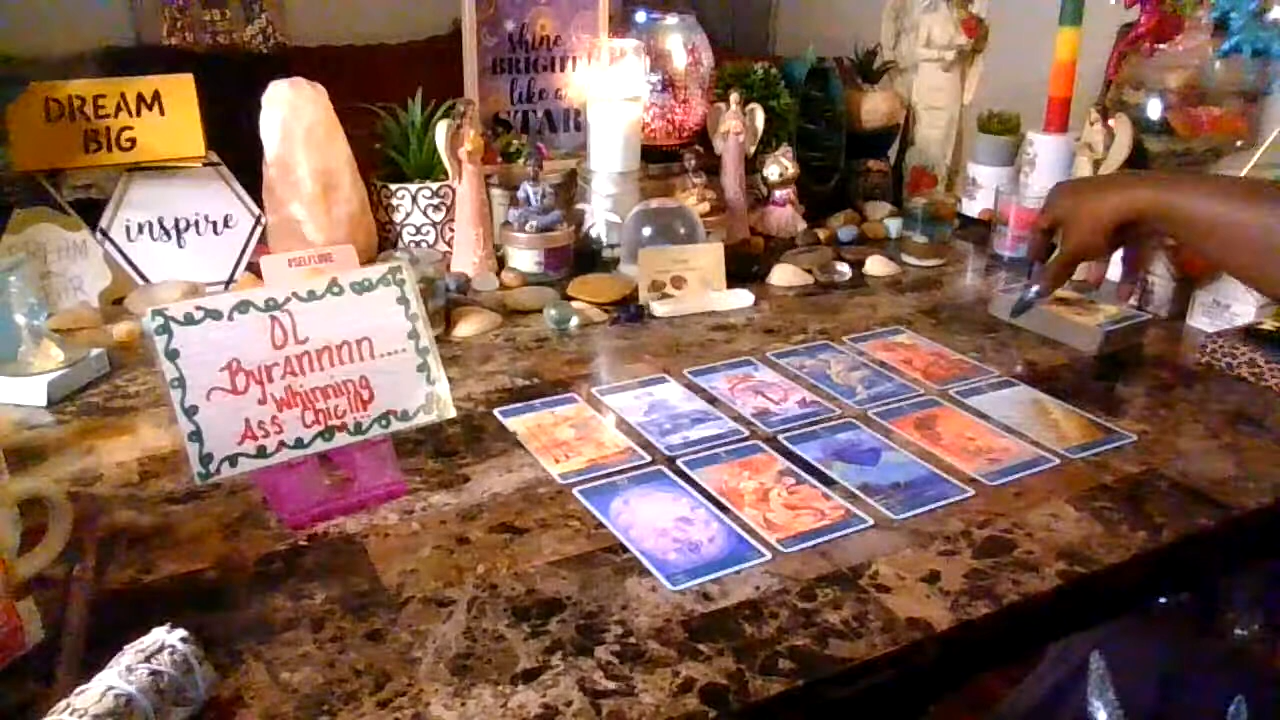 DREAM
BIG
inspire
shine
BRIGHT
like a
STAR
#SELFLOVE
OL
Byrannnn....
Whinning
Ass Chic!!!